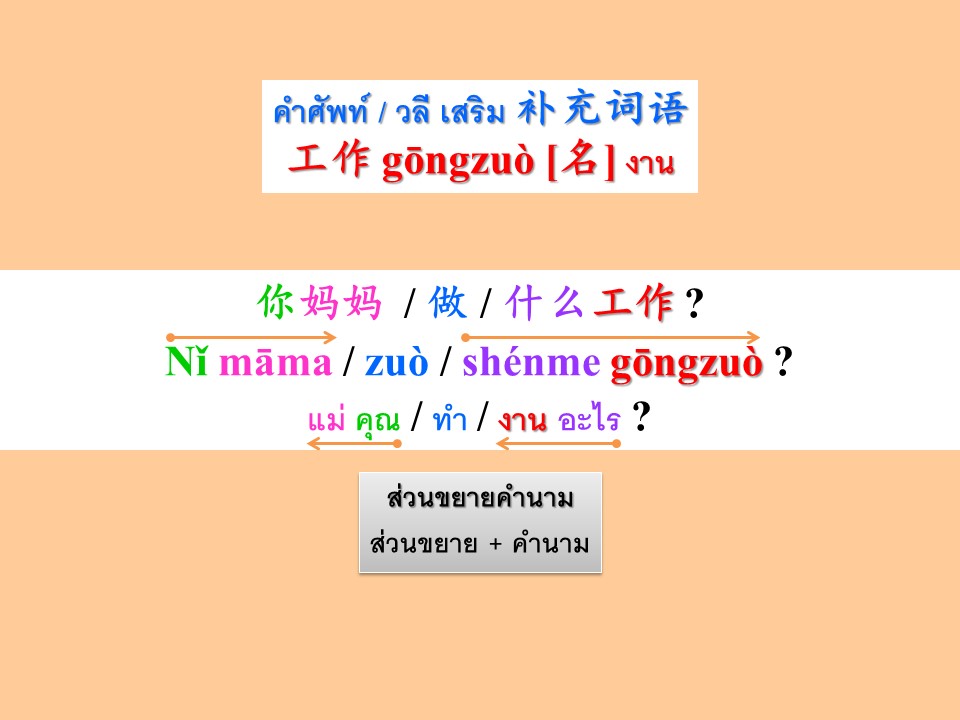 คำศัพท์ / วลี เสริม 补充词语
工作 gōngzuò [名] งาน
你妈妈 / 做 / 什么工作 ?
Nǐ māma / zuò / shénme gōngzuò ?
แม่ คุณ / ทำ / งาน อะไร ?
ส่วนขยายคำนาม
ส่วนขยาย + คำนาม